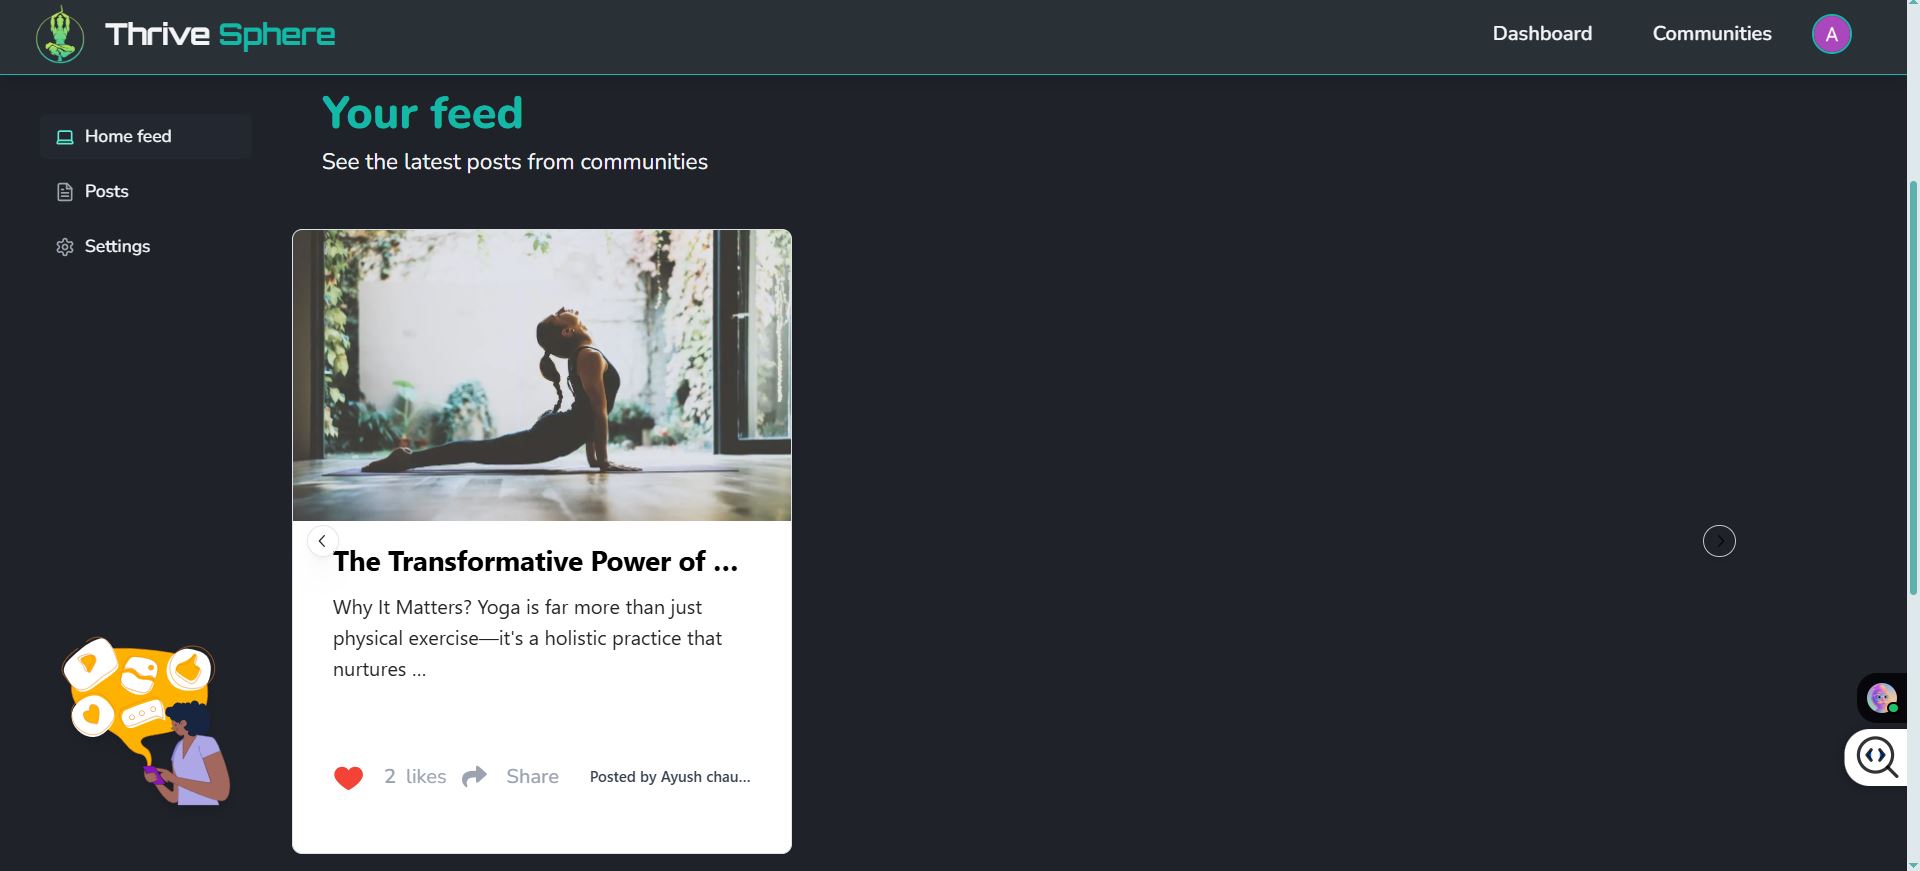 Thrive Sphere
Dashboard
Communities
A
Home feed
Posts
Settings
Your feed
See the latest posts from communities
The Transformative Power of ...
Why It Matters? Yoga is far more than just
physical exercise—it's a holistic practice that
nurtures ...
2 likes
Share
Posted by Ayush chau...